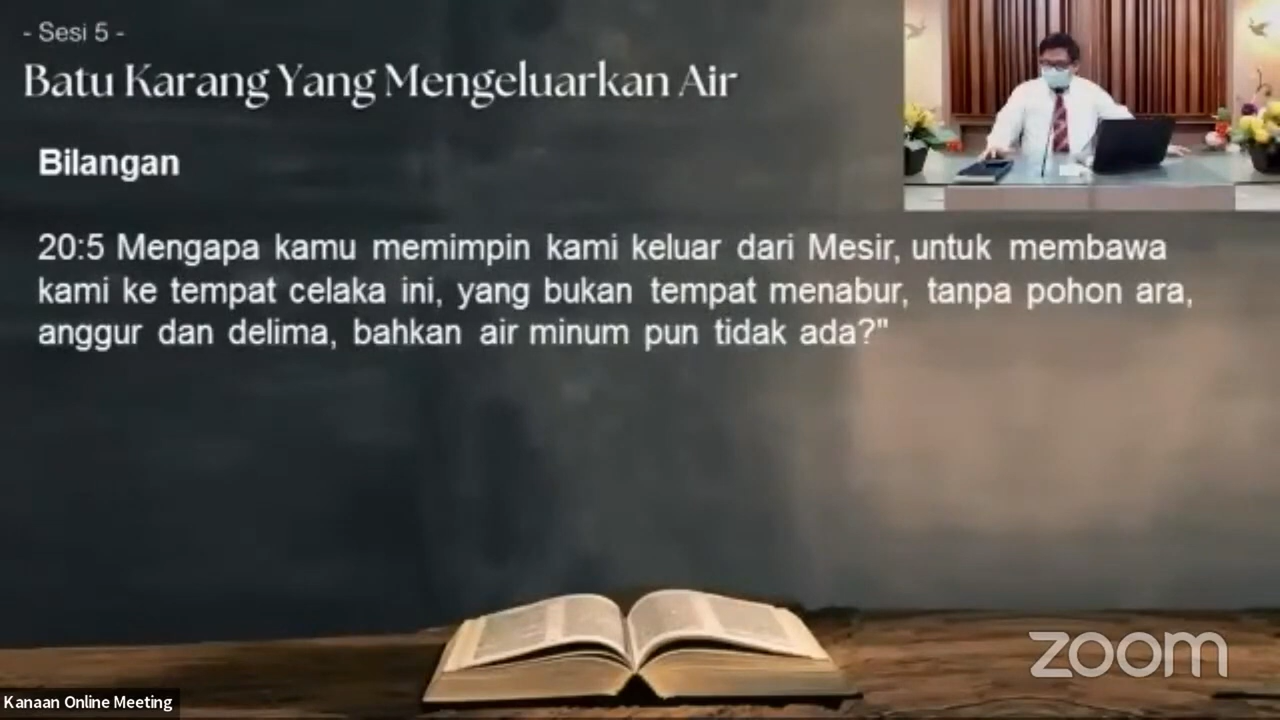 - Sesi 5 -
Batu Karang Yang Mengeluarkan Air
Bilangan
20:5 Mengapa kamu memimpin kami keluar dari Mesir, untuk membawa
kami ke tempat celaka ini, yang bukan tempat menabur, tanpa pohon ara,
anggur dan delima, bahkan air minum pun tidak ada?"
zoom
Kanaan Online Meeting